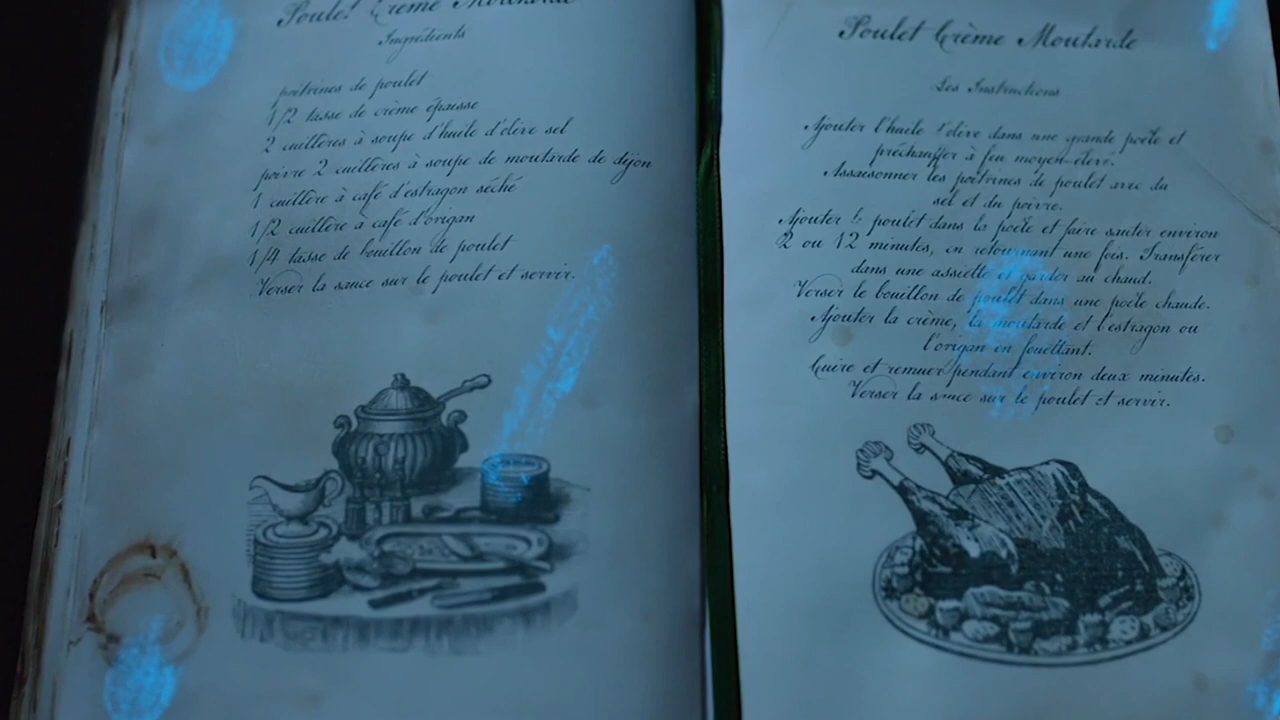 Poulet Crème Moutarde
Ingrédients
poitrines de poulet
1/2 tasse de crème épaisse
2 cuillères à soupe d'huile d'olive sel
poivre 2 cuillères à soupe de moutarde de dijon
1 cuillère à café d'estragon séché
1/2 cuillère à café d'origan
1/4 tasse de bouillon de poulet
Verser la sauce sur le poulet et servir.
Poulet Crème Moutarde
Les Instructions
Ajouter l'huile d'olive dans une grande poêle et
préchauffer à feu moyen-élevé.
Assaisonner les poitrines de poulet avec du
sel et du poivre.
Ajouter le poulet dans la poêle et faire sauter environ
2 ou 12 minutes, en retournant une fois. Transférer
dans une assiette et garder au chaud.
Verser le bouillon de poulet dans une poêle chaude.
Ajouter la crème, la moutarde et l'estragon ou
l'origan en fouettant.
Cuire et remuer pendant environ deux minutes.
Verser la sauce sur le poulet et servir.